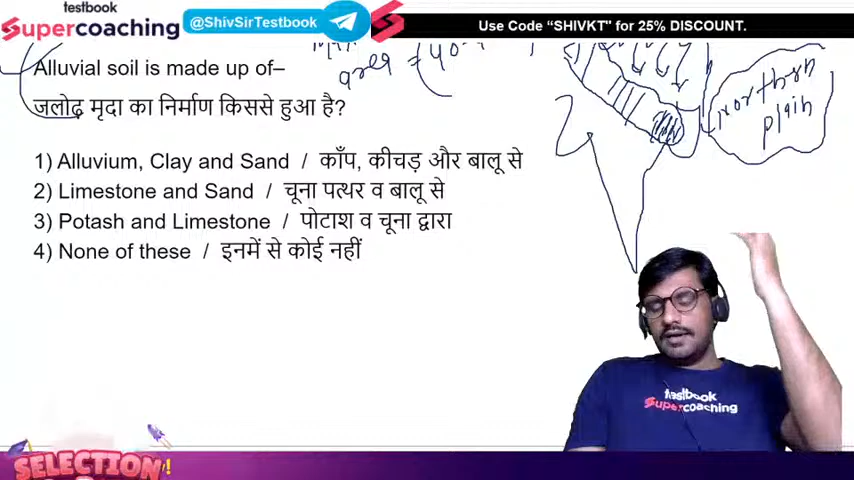 testbook
Supercoaching
@ShivSirTestbook
Use Code “SHIVKT" for 25% DISCOUNT.
area = (40
Alluvial soil is made up of–
जलोढ़ मृदा का निर्माण किससे हुआ है?
northern
plain
1) Alluvium, Clay and Sand / काँप, कीचड़ और बालू से
2) Limestone and Sand / चूना पत्थर व बालू से
3) Potash and Limestone / पोटाश व चूना द्वारा
4) None of these / इनमें से कोई नहीं
testbook
Supercoaching
SELECTION